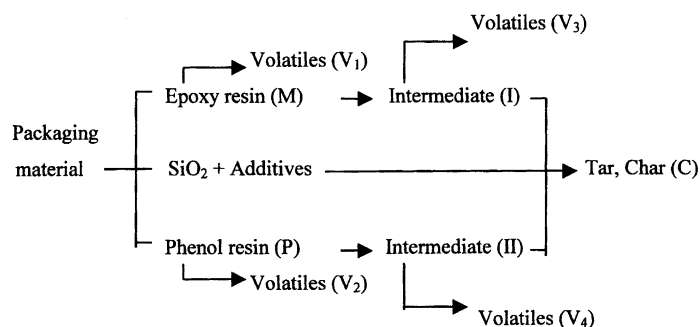 Volatiles (V₃)
Volatiles (V₁)
Epoxy resin (M)
Intermediate (I)
Packaging
material
SiO₂ + Additives
Tar, Char (C)
Phenol resin (P)
Intermediate (II)
Volatiles (V₂)
Volatiles (V₄)